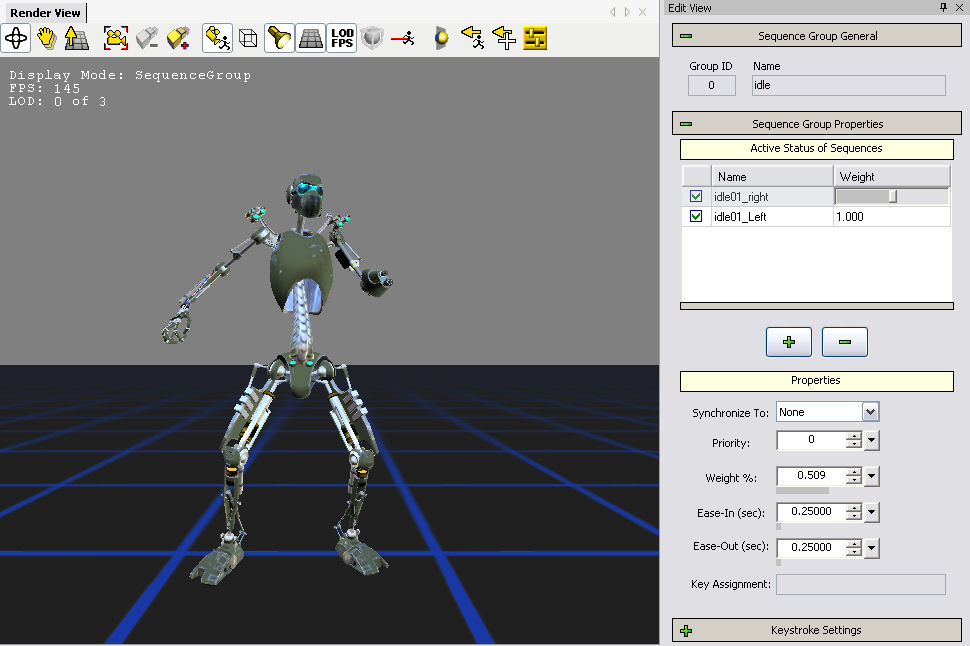 Render View
LOD
FPS
Display Mode: SequenceGroup
FPS: 145
LOD: 0 of 3
Edit View
Sequence Group General
Group ID
Name
0
idle
Sequence Group Properties
Active Status of Sequences
Name
Weight
idle01_right
idle01_Left
1.000
Properties
Synchronize To:
None
Priority:
0
Weight %:
0.509
Ease-In (sec):
0.25000
Ease-Out (sec):
0.25000
Key Assignment:
Keystroke Settings